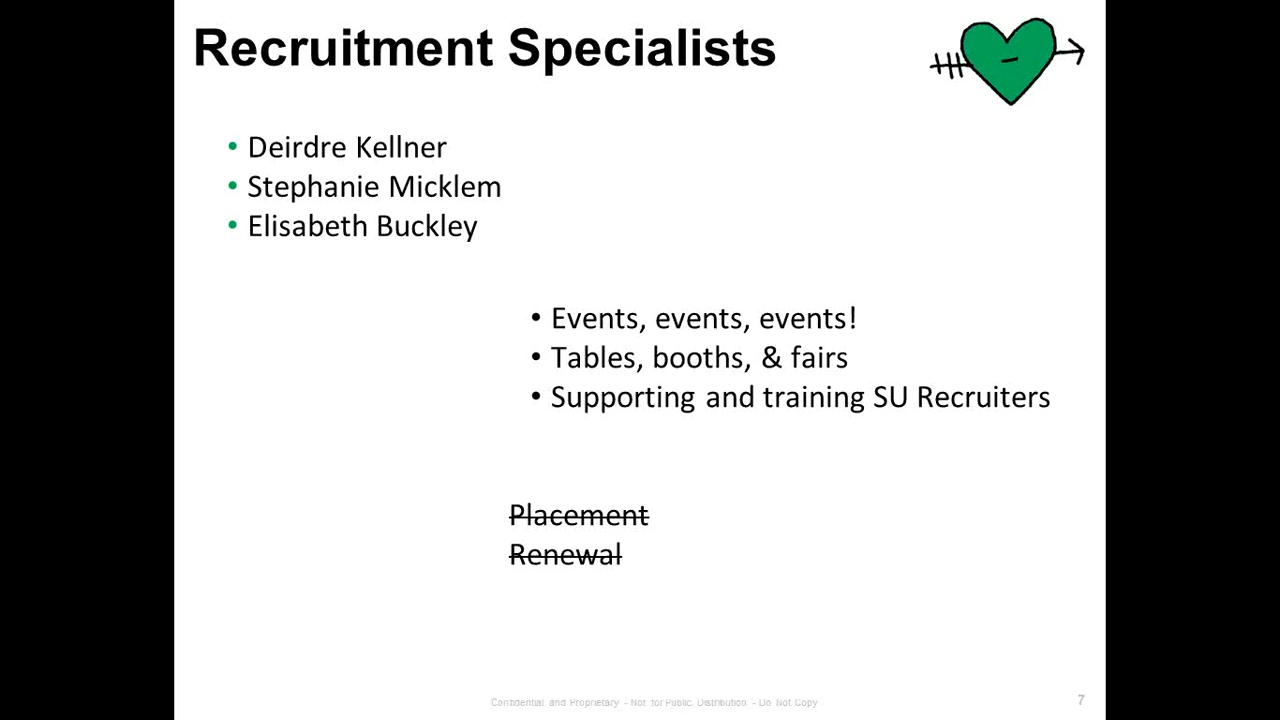 Recruitment Specialists
• Deirdre Kellner
• Stephanie Micklem
• Elisabeth Buckley
• Events, events, events!
• Tables, booths, & fairs
• Supporting and training SU Recruiters
Placement
Renewal
Confidential and Proprietary - Not for Public Distribution - Do Not Copy
7